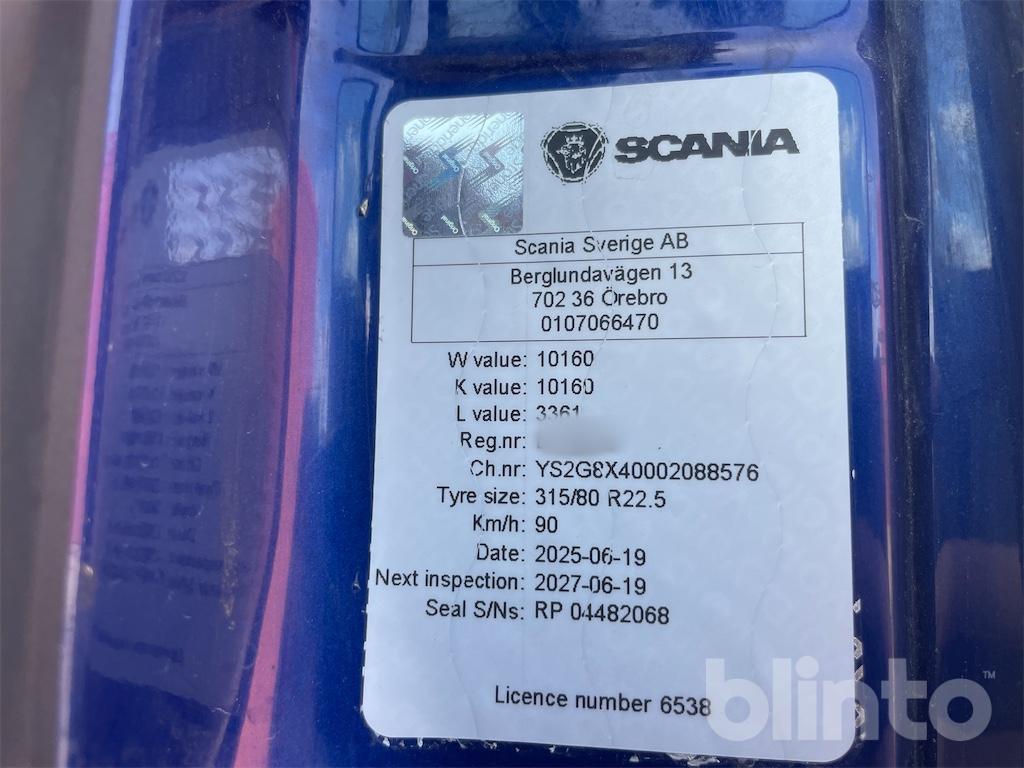 SCANIA
Scania Sverige AB
Berglundavägen 13
702 36 Örebro
0107066470
W value: 10160
K value: 10160
L value: 3361
Reg.nr:
Ch.nr: YS2G8X40002088576
Tyre size: 315/80 R22.5
Km/h: 90
Date: 2025-06-19
Next inspection: 2027-06-19
Seal S/Ns: RP 04482068
Licence number 6538
blinto™